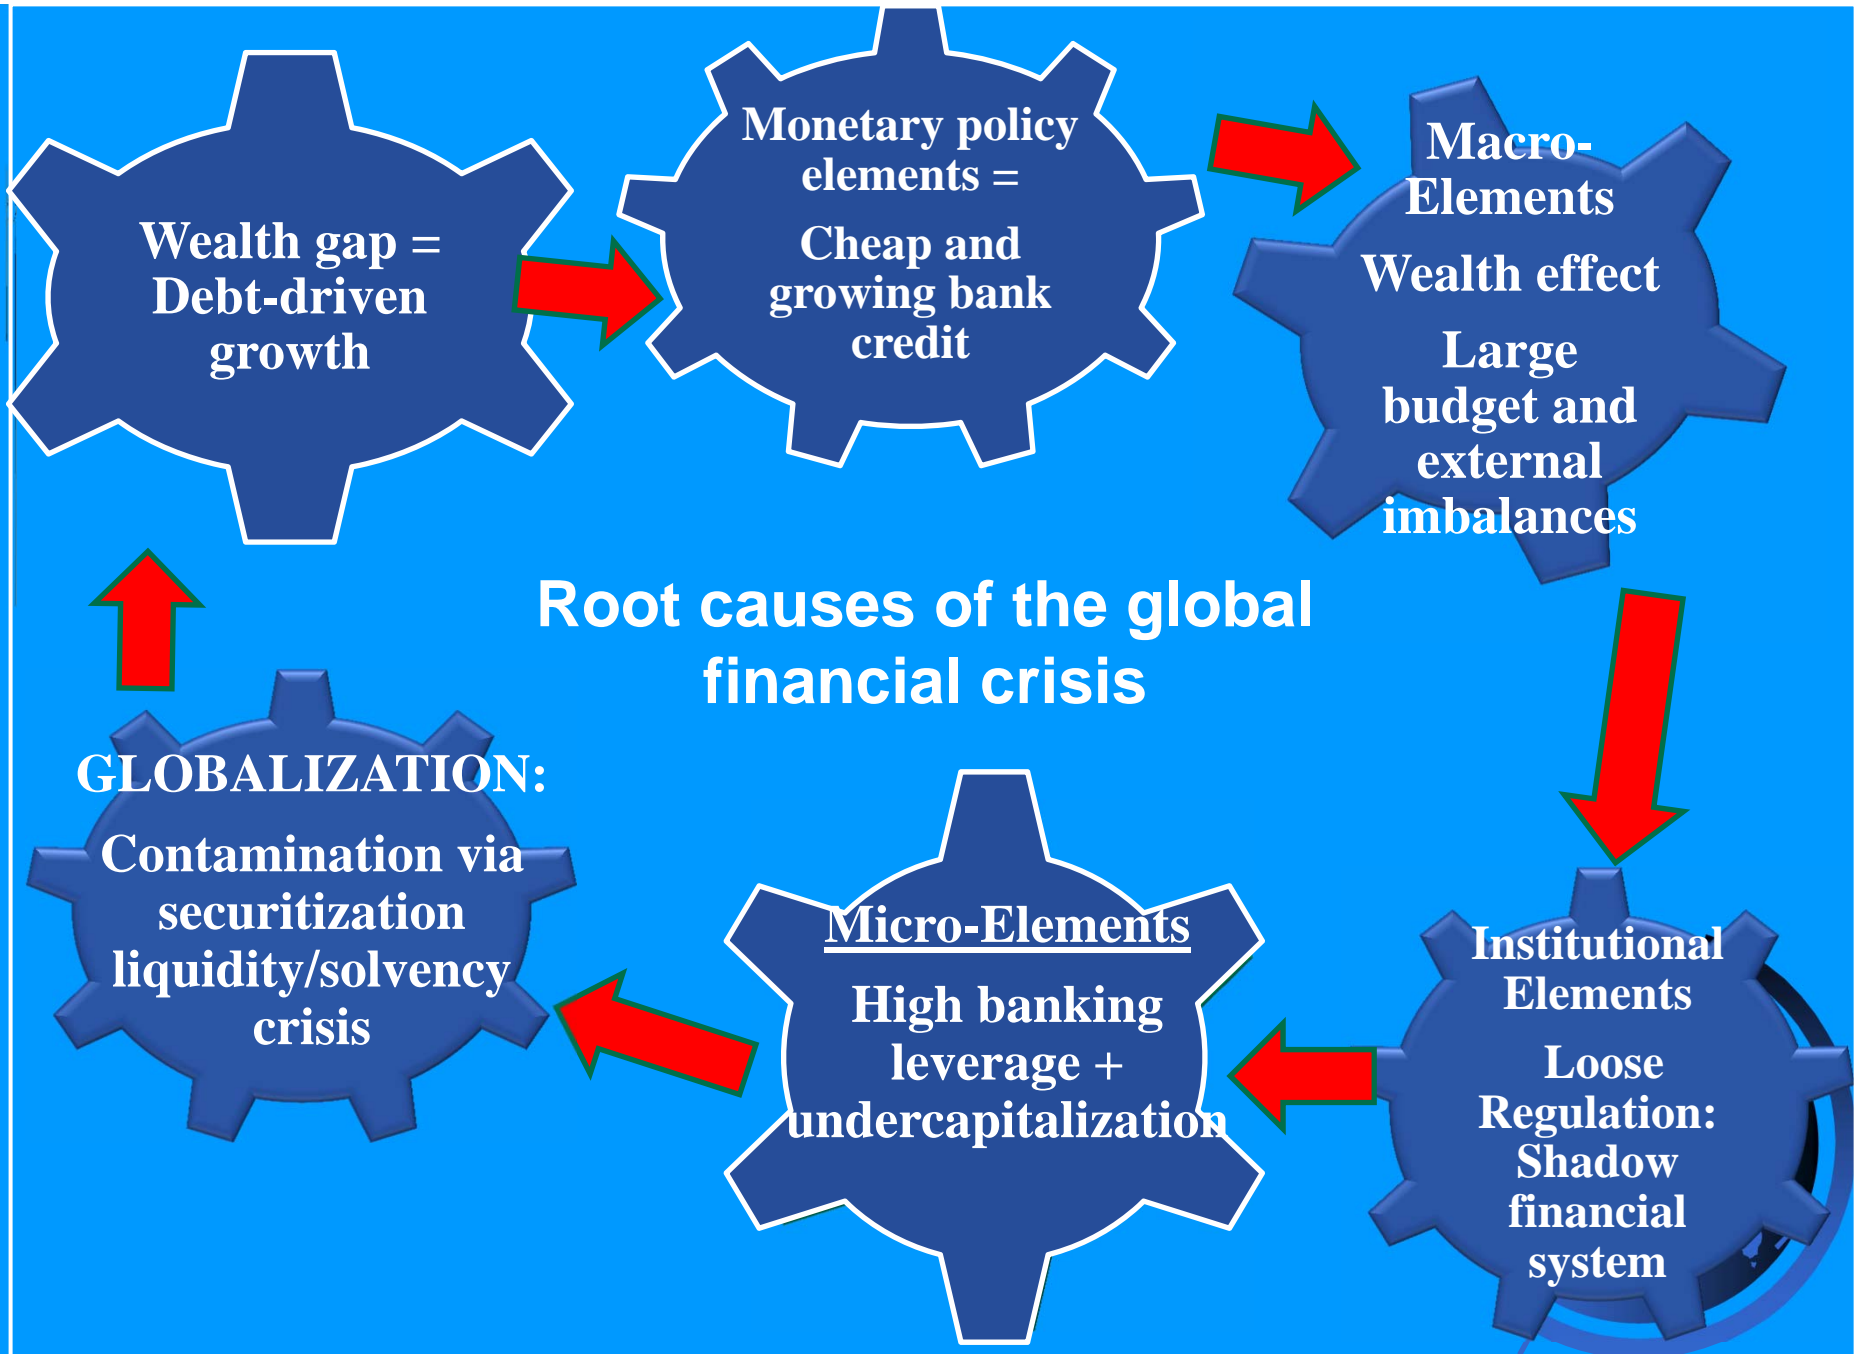 Wealth gap =
Debt-driven
growth
Monetary policy
elements =
Cheap and
growing bank
credit
Macro-
Elements
Wealth effect
Large
budget and
external
imbalances
Root causes of the global
financial crisis
GLOBALIZATION:
Contamination via
securitization
liquidity/solvency
crisis
Micro-Elements
High banking
leverage +
undercapitalization
Institutional
Elements
Loose
Regulation:
Shadow
financial
system